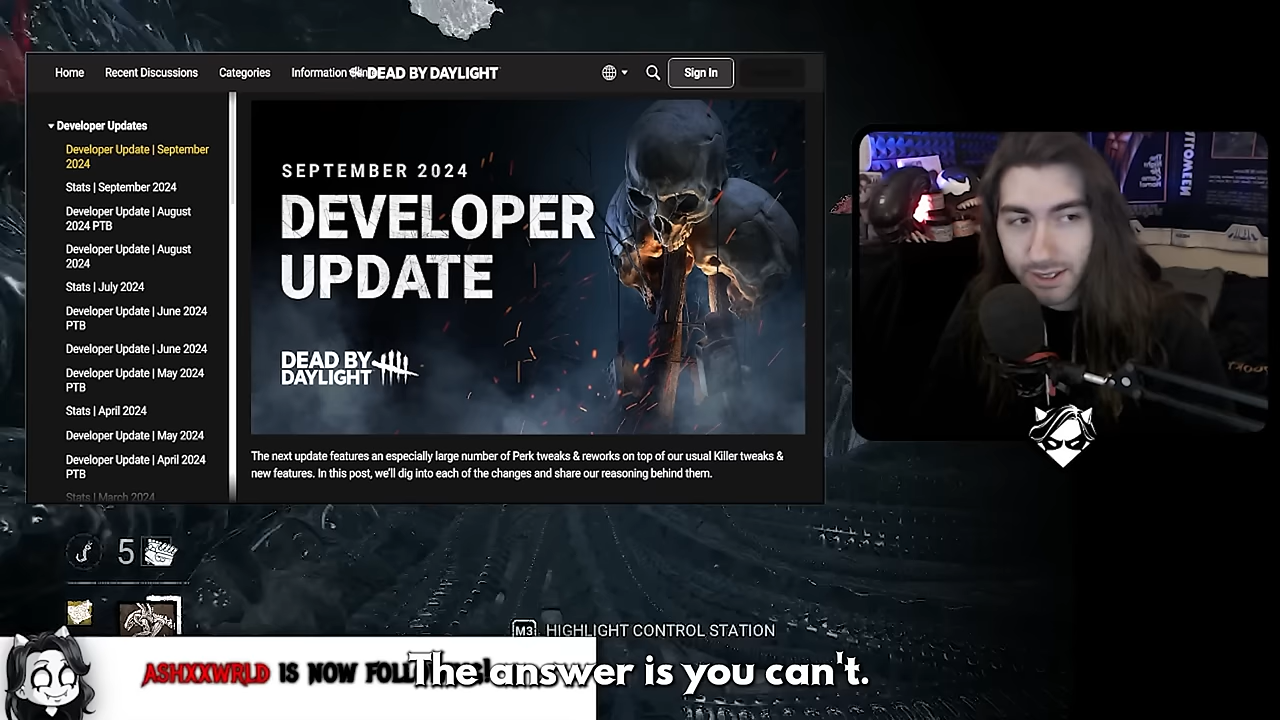 Home Recent Discussions Categories Information DEAD BY DAYLIGHT Sign In
Developer Updates
Developer Update | September
2024
Stats | September 2024
Developer Update | August
2024 PTB
Developer Update | August
2024
Stats | July 2024
Developer Update | June 2024
PTB
Developer Update | June 2024
Developer Update | May 2024
PTB
Stats | April 2024
Developer Update | May 2024
Developer Update | April 2024
PTB
Stats | March 2024
SEPTEMBER 2024
DEVELOPER
UPDATE
DEAD BY
DAYLIGHT
The next update features an especially large number of Perk tweaks & reworks on top of our usual Killer tweaks &
new features. In this post, we'll dig into each of the changes and share our reasoning behind them.
5
M3 HIGHLIGHT CONTROL STATION
ASHXXWRLD IS NOW
The answer is you can't.